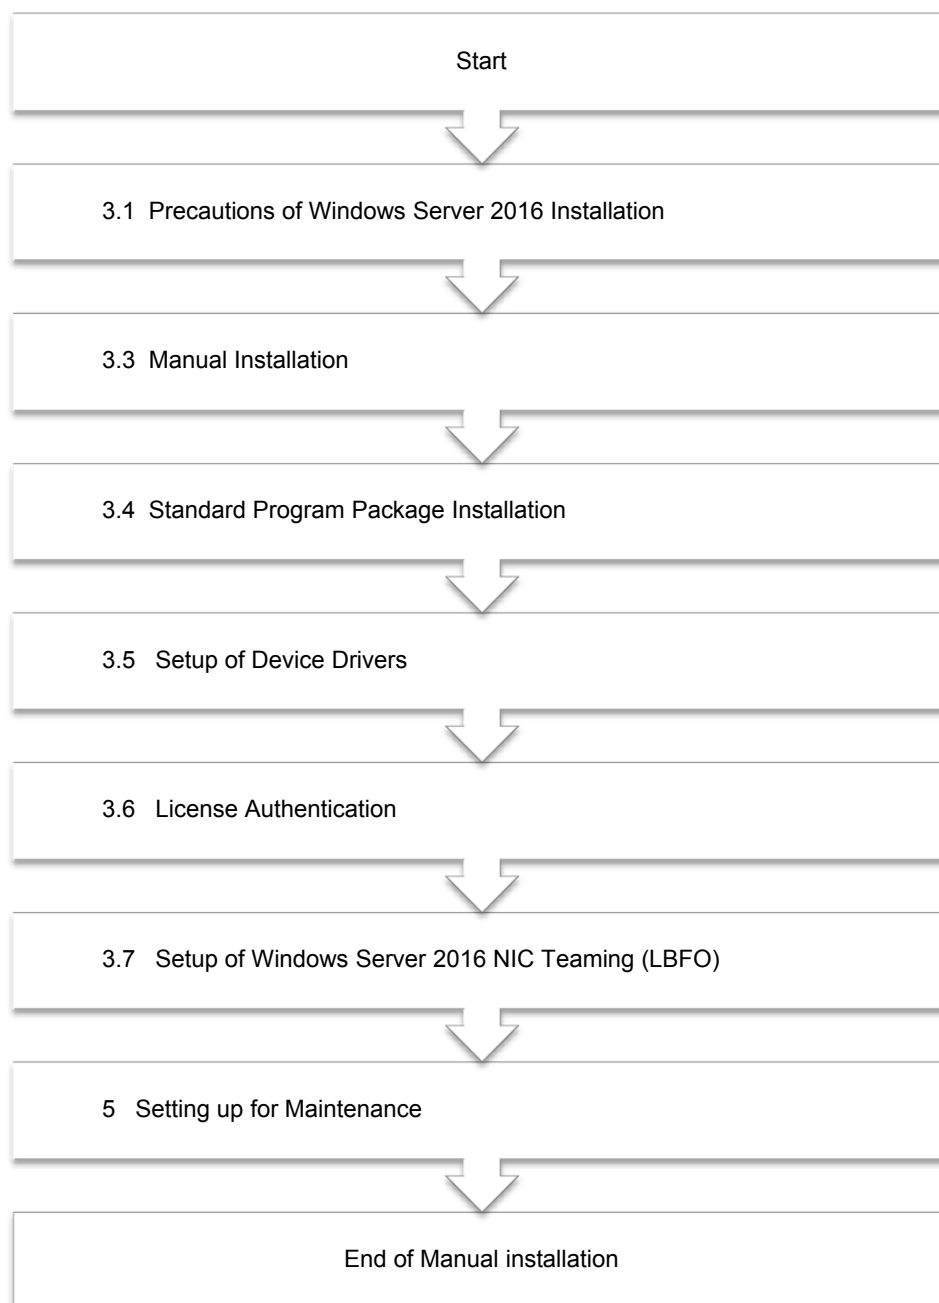 Start
3.1 Precautions of Windows Server 2016 Installation
3.3 Manual Installation
3.4 Standard Program Package Installation
3.5 Setup of Device Drivers
3.6 License Authentication
3.7 Setup of Windows Server 2016 NIC Teaming (LBFO)
5 Setting up for Maintenance
End of Manual installation